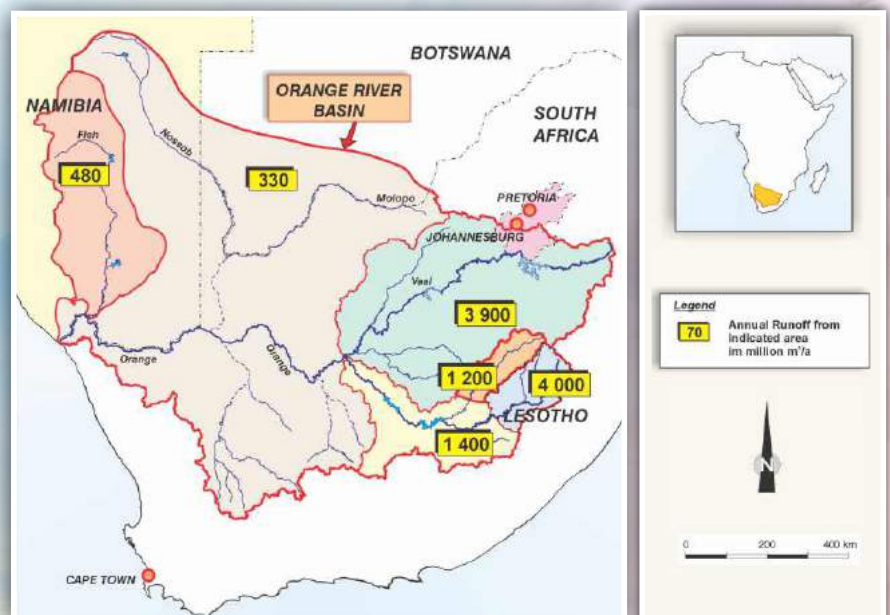 BOTSWANA
ORANGE RIVER
BASIN
SOUTH
AFRICA
NAMIBIA
Fish
480
Nossob
330
Molopo
PRETORIA
JOHANNESBURG
Vaal
3 900
Orange
Orange
1 200
4 000
LESOTHO
1 400
CAPE TOWN
Legend
70
Annual Runoff from
Indicated area
im million m³/a
N
0 200 400 km